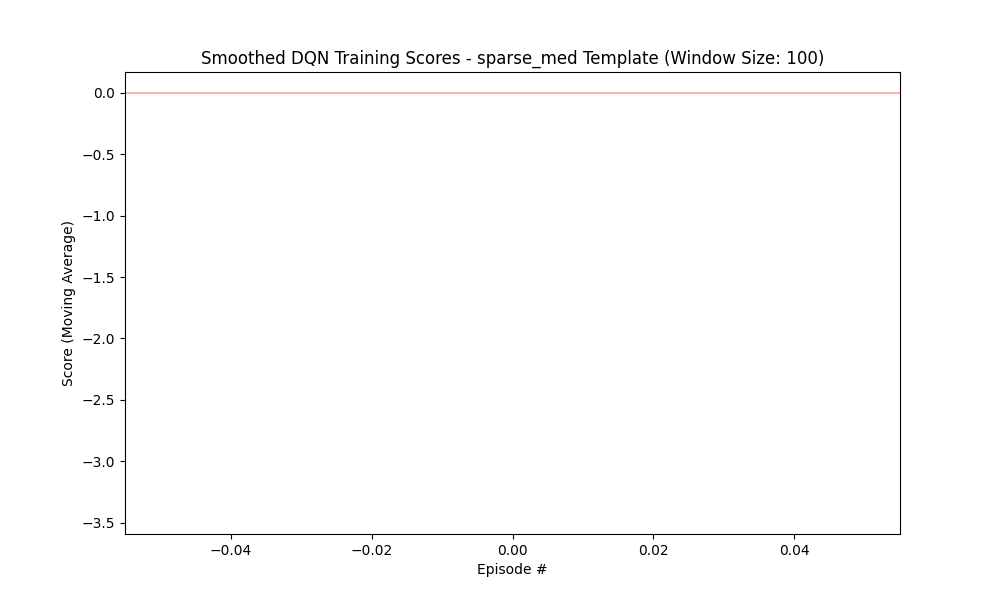 Smoothed DQN Training Scores - sparse_med Template (Window Size: 100)
0.0
−0.5
−1.0
−1.5
−2.0
−2.5
−3.0
−3.5
Score (Moving Average)
−0.04 −0.02 0.00 0.02 0.04
Episode #